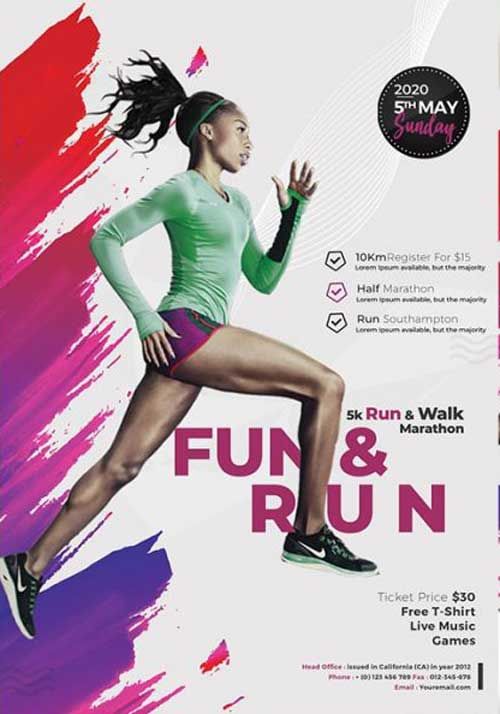 2020
5TH MAY
Sunday
10Km Register For $15
Lorem Ipsum available, but the majority
Half Marathon
Lorem Ipsum available, but the majority
Run Southampton
Lorem Ipsum available, but the majority
5k Run & Walk
Marathon
FUN &
RUN
Ticket Price $30
Free T-Shirt
Live Music
Games
Head Office : Issued in California (CA) in year 2012
Phone : + (0) 123 456 789 Fax : 012-345-678
Email : Youremail.com